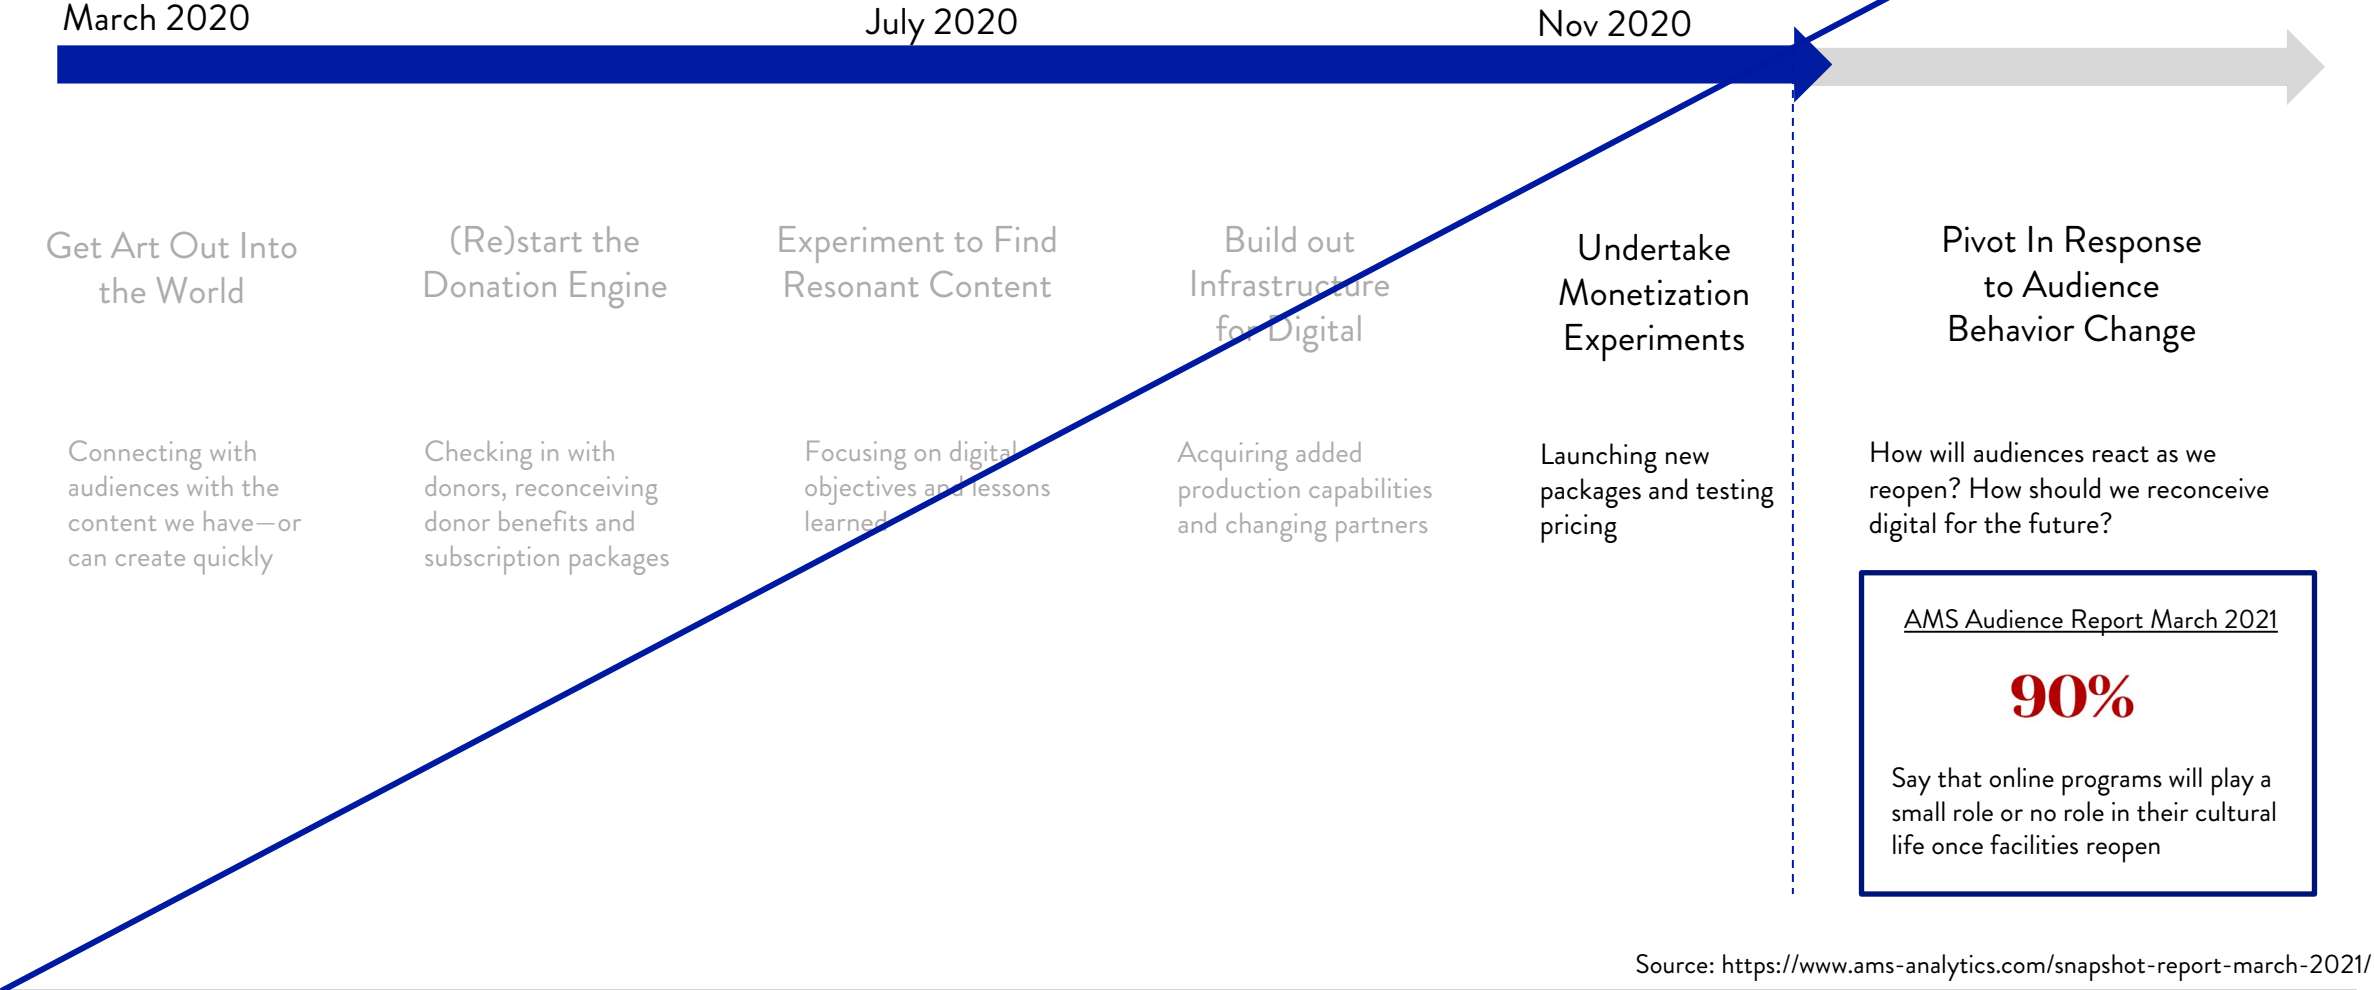 March 2020
July 2020
Nov 2020
Get Art Out Into
the World
(Re)start the
Donation Engine
Experiment to Find
Resonant Content
Build out
Infrastructure
for Digital
Undertake
Monetization
Experiments
Pivot In Response
to Audience
Behavior Change
Connecting with
audiences with the
content we have—or
can create quickly
Checking in with
donors, reconceiving
donor benefits and
subscription packages
Focusing on digital
objectives and lessons
learned
Acquiring added
production capabilities
and changing partners
Launching new
packages and testing
pricing
How will audiences react as we
reopen? How should we reconceive
digital for the future?
AMS Audience Report March 2021
90%
Say that online programs will play a
small role or no role in their cultural
life once facilities reopen
Source: https://www.ams-analytics.com/snapshot-report-march-2021/